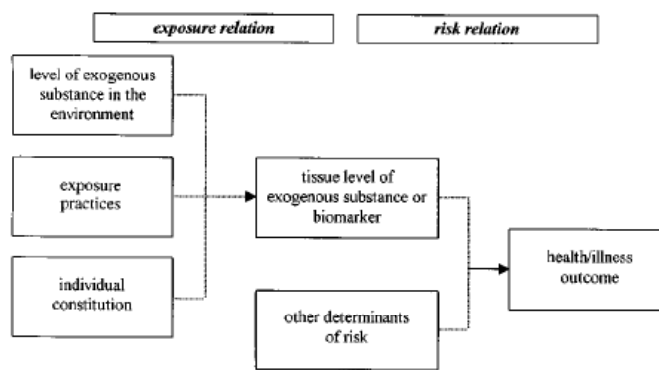 exposure relation
risk relation
level of exogenous
substance in the
environment
exposure
practices
individual
constitution
tissue level of
exogenous substance or
biomarker
other determinants
of risk
health/illness
outcome